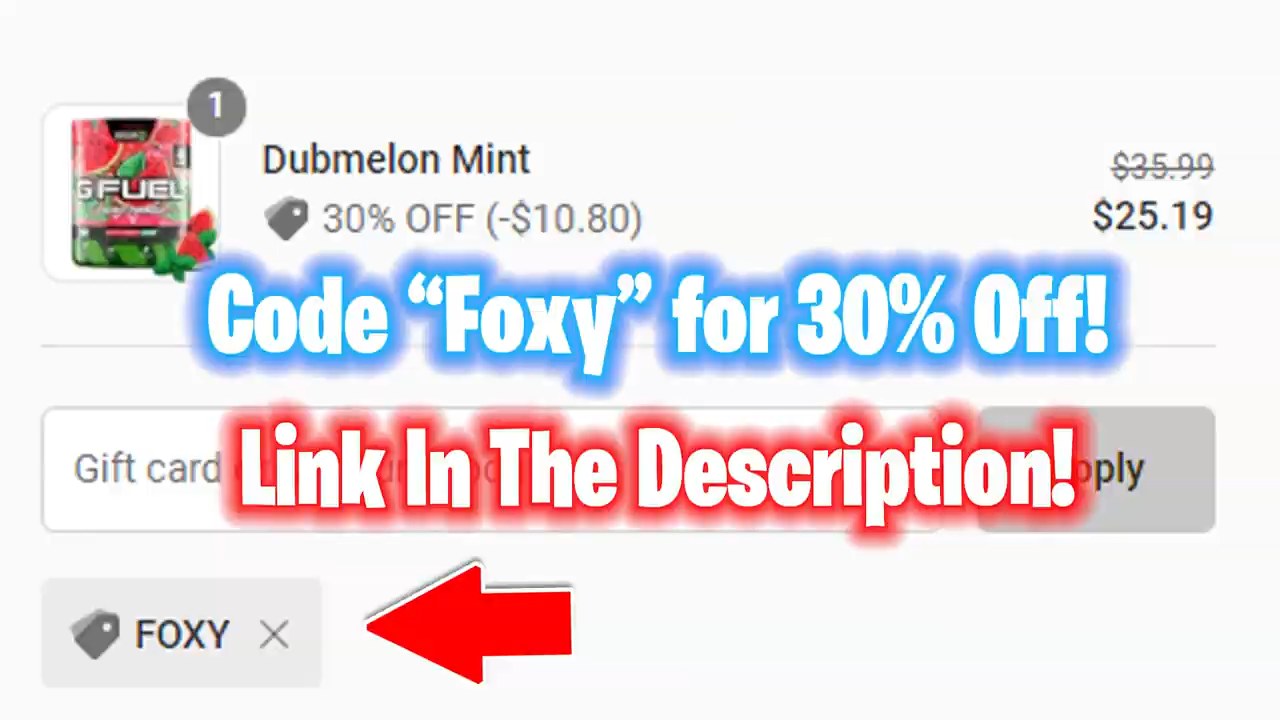 1
G FUEL
Dubmelon Mint
$35.99
30% OFF (-$10.80)
$25.19
Code “Foxy” for 30% Off!
Gift card
Link In The Description!
FOXY